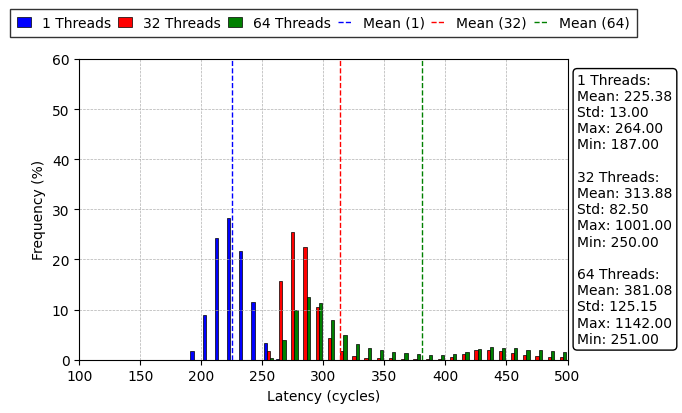 1 Threads 32 Threads 64 Threads Mean (1) Mean (32) Mean (64)
60
50
40
30
20
10
0
Frequency (%)
100 150 200 250 300 350 400 450 500
Latency (cycles)
1 Threads:
Mean: 225.38
Std: 13.00
Max: 264.00
Min: 187.00
32 Threads:
Mean: 313.88
Std: 82.50
Max: 1001.00
Min: 250.00
64 Threads:
Mean: 381.08
Std: 125.15
Max: 1142.00
Min: 251.00